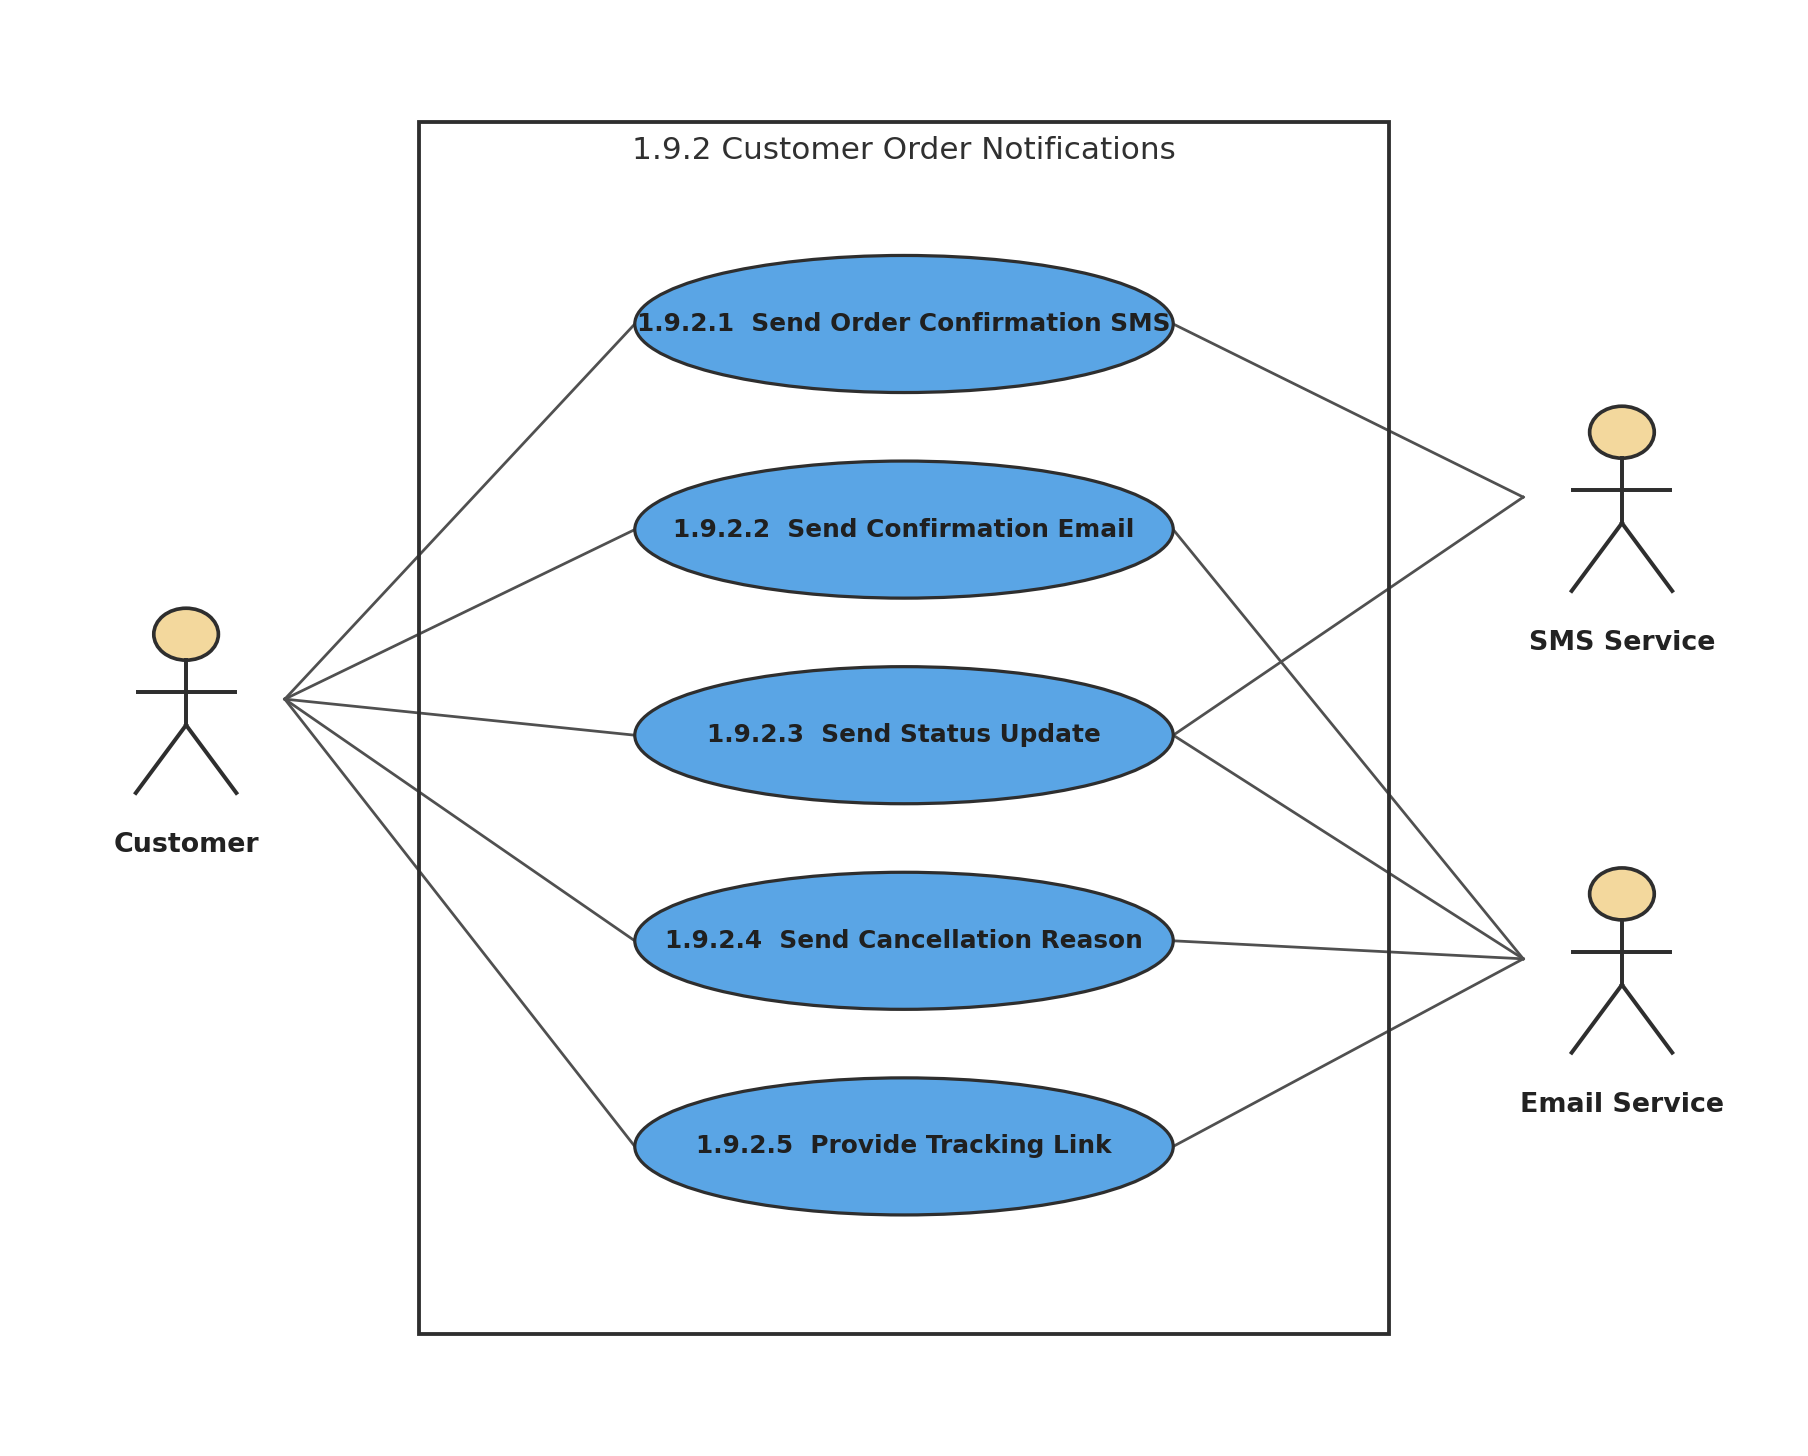 1.9.2 Customer Order Notifications
1.9.2.1 Send Order Confirmation SMS
1.9.2.2 Send Confirmation Email
SMS Service
1.9.2.3 Send Status Update
Customer
1.9.2.4 Send Cancellation Reason
Email Service
1.9.2.5 Provide Tracking Link